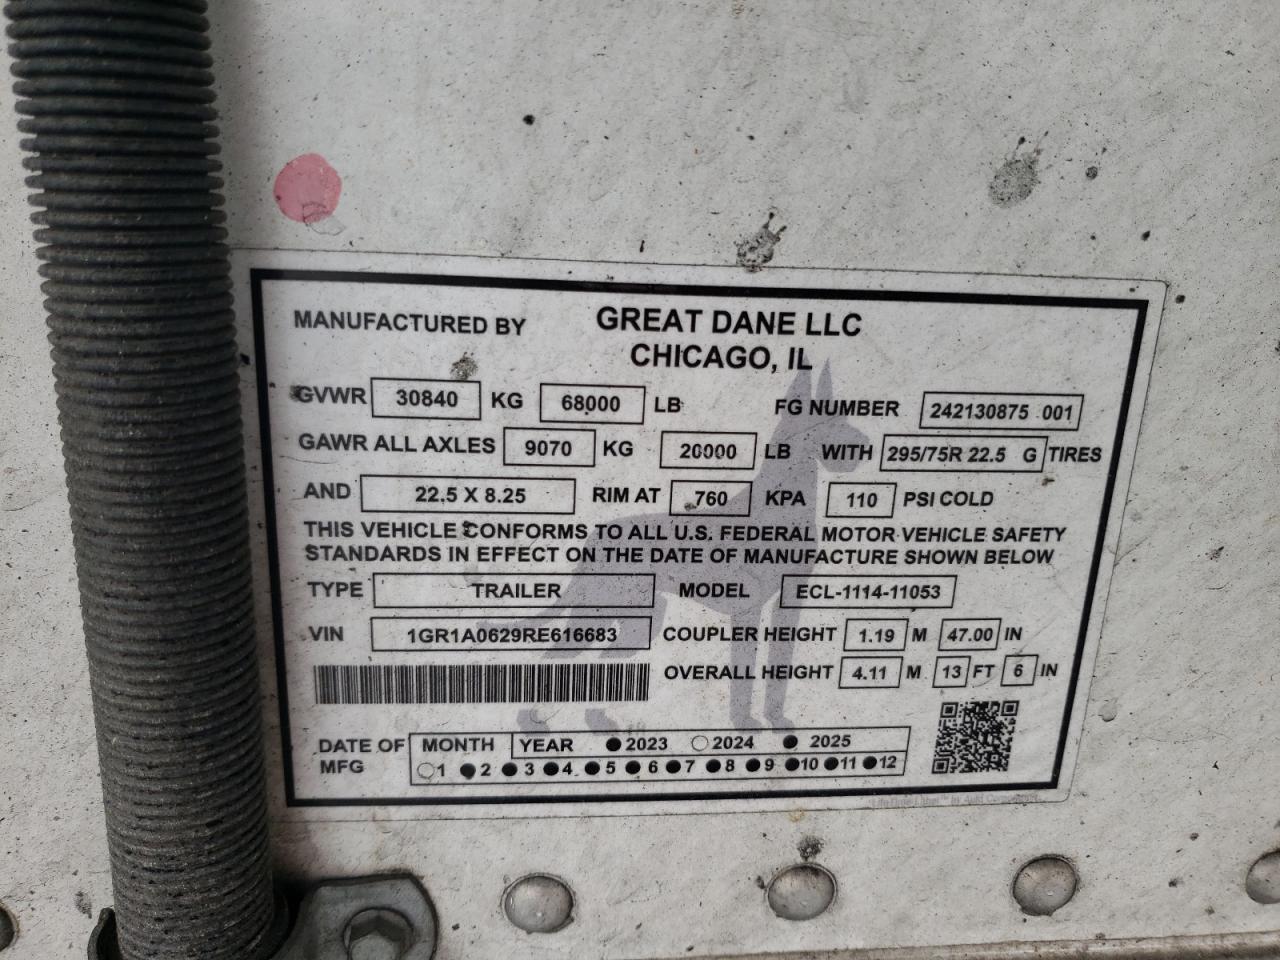 MANUFACTURED BY GREAT DANE LLC
CHICAGO, IL
GVWR 30840 KG 68000 LB FG NUMBER 242130875 001
GAWR ALL AXLES 9070 KG 20000 LB WITH 295/75R 22.5 G TIRES
AND 22.5 X 8.25 RIM AT 760 KPA 110 PSI COLD
THIS VEHICLE CONFORMS TO ALL U.S. FEDERAL MOTOR VEHICLE SAFETY
STANDARDS IN EFFECT ON THE DATE OF MANUFACTURE SHOWN BELOW
TYPE TRAILER MODEL ECL-1114-11053
VIN 1GR1A0629RE616683 COUPLER HEIGHT 1.19 M 47.00 IN
OVERALL HEIGHT 4.11 M 13 FT 6 IN
DATE OF MFG MONTH YEAR 2023 2024 2025
1 2 3 4 5 6 7 8 9 10 11 12